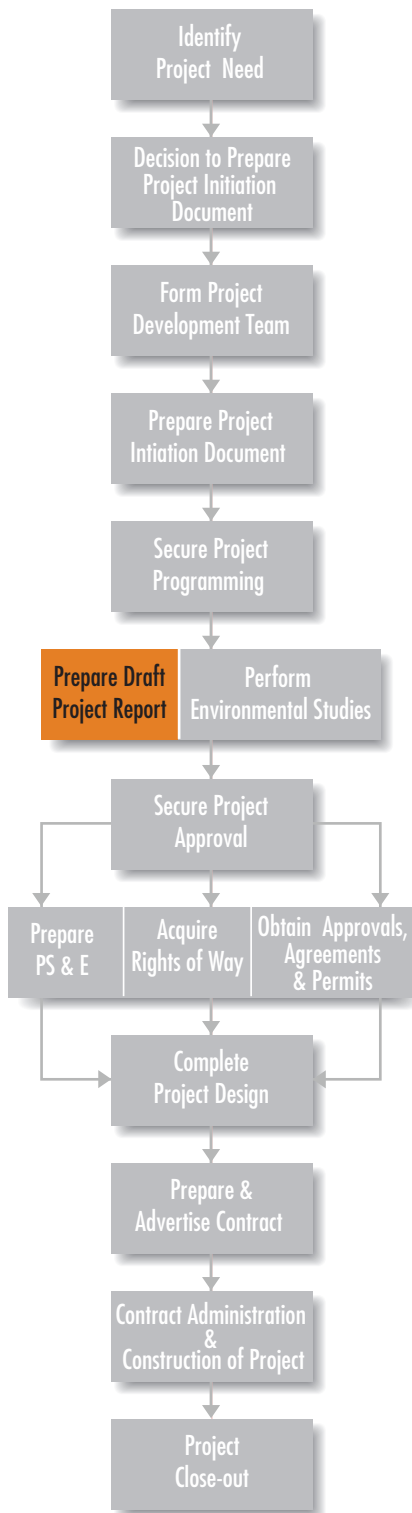 Identify
Project Need
Decision to Prepare
Project Initiation
Document
Form Project
Development Team
Prepare Project
Intiation Document
Secure Project
Programming
Prepare Draft
Project Report
Perform
Environmental Studies
Secure Project
Approval
Prepare
PS & E
Acquire
Rights of Way
Obtain Approvals,
Agreements
& Permits
Complete
Project Design
Prepare &
Advertise Contract
Contract Administration
&
Construction of Project
Project
Close-out